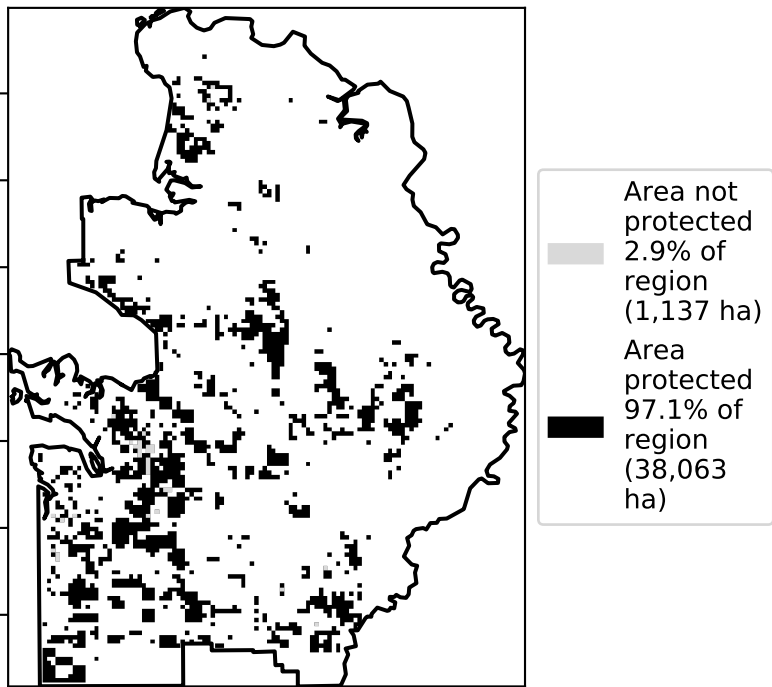 Area not
protected
2.9% of
region
(1,137 ha)
Area
protected
97.1% of
region
(38,063
ha)